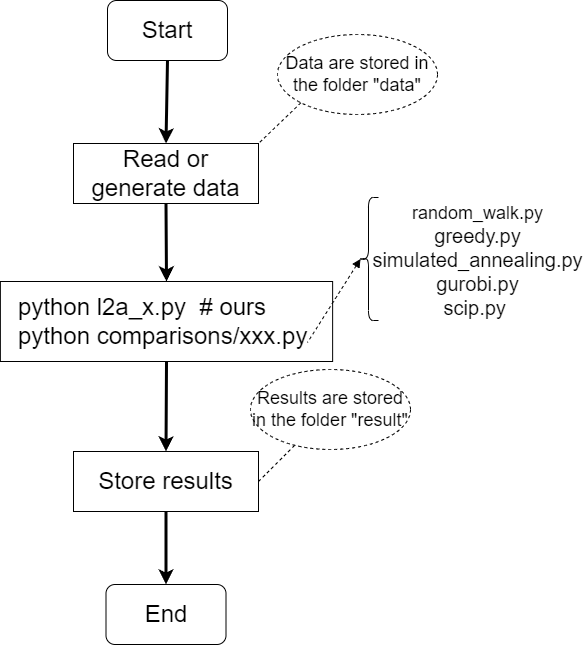 Start
Data are stored in
the folder "data"
Read or
generate data
random_walk.py
greedy.py
simulated_annealing.py
gurobi.py
scip.py
python l2a_x.py # ours
python comparisons/xxx.py
Results are stored
in the folder "result"
Store results
End